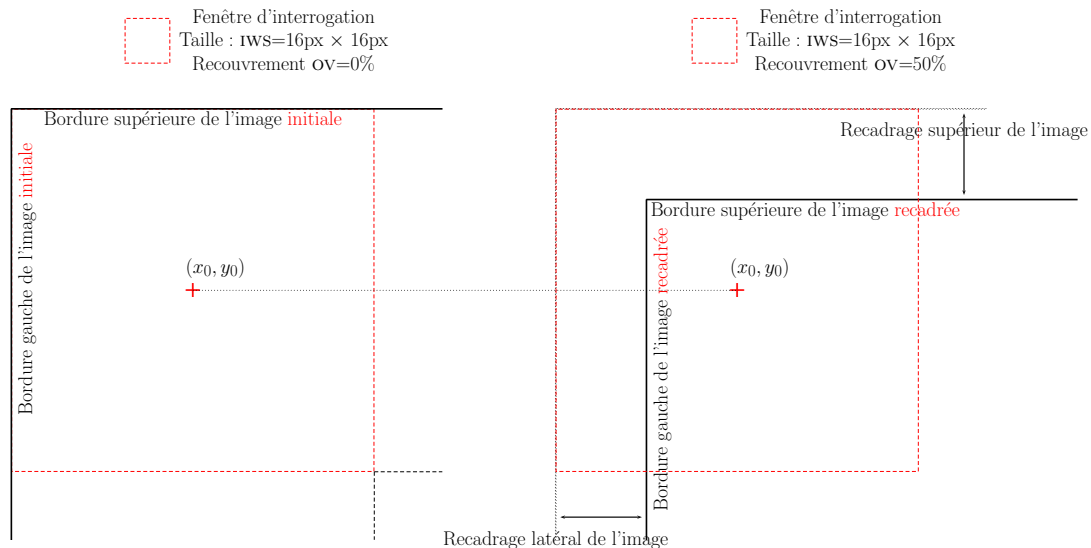 Fenêtre d'interrogation
Taille : IWS=16px × 16px
Recouvrement OV=0%
Bordure supérieure de l'image initiale
Bordure gauche de l'image initiale
(x₀, y₀)
Fenêtre d'interrogation
Taille : IWS=16px × 16px
Recouvrement OV=50%
Recadrage supérieur de l'image
Bordure supérieure de l'image recadrée
Bordure gauche de l'image recadrée
(x₀, y₀)
Recadrage latéral de l'image